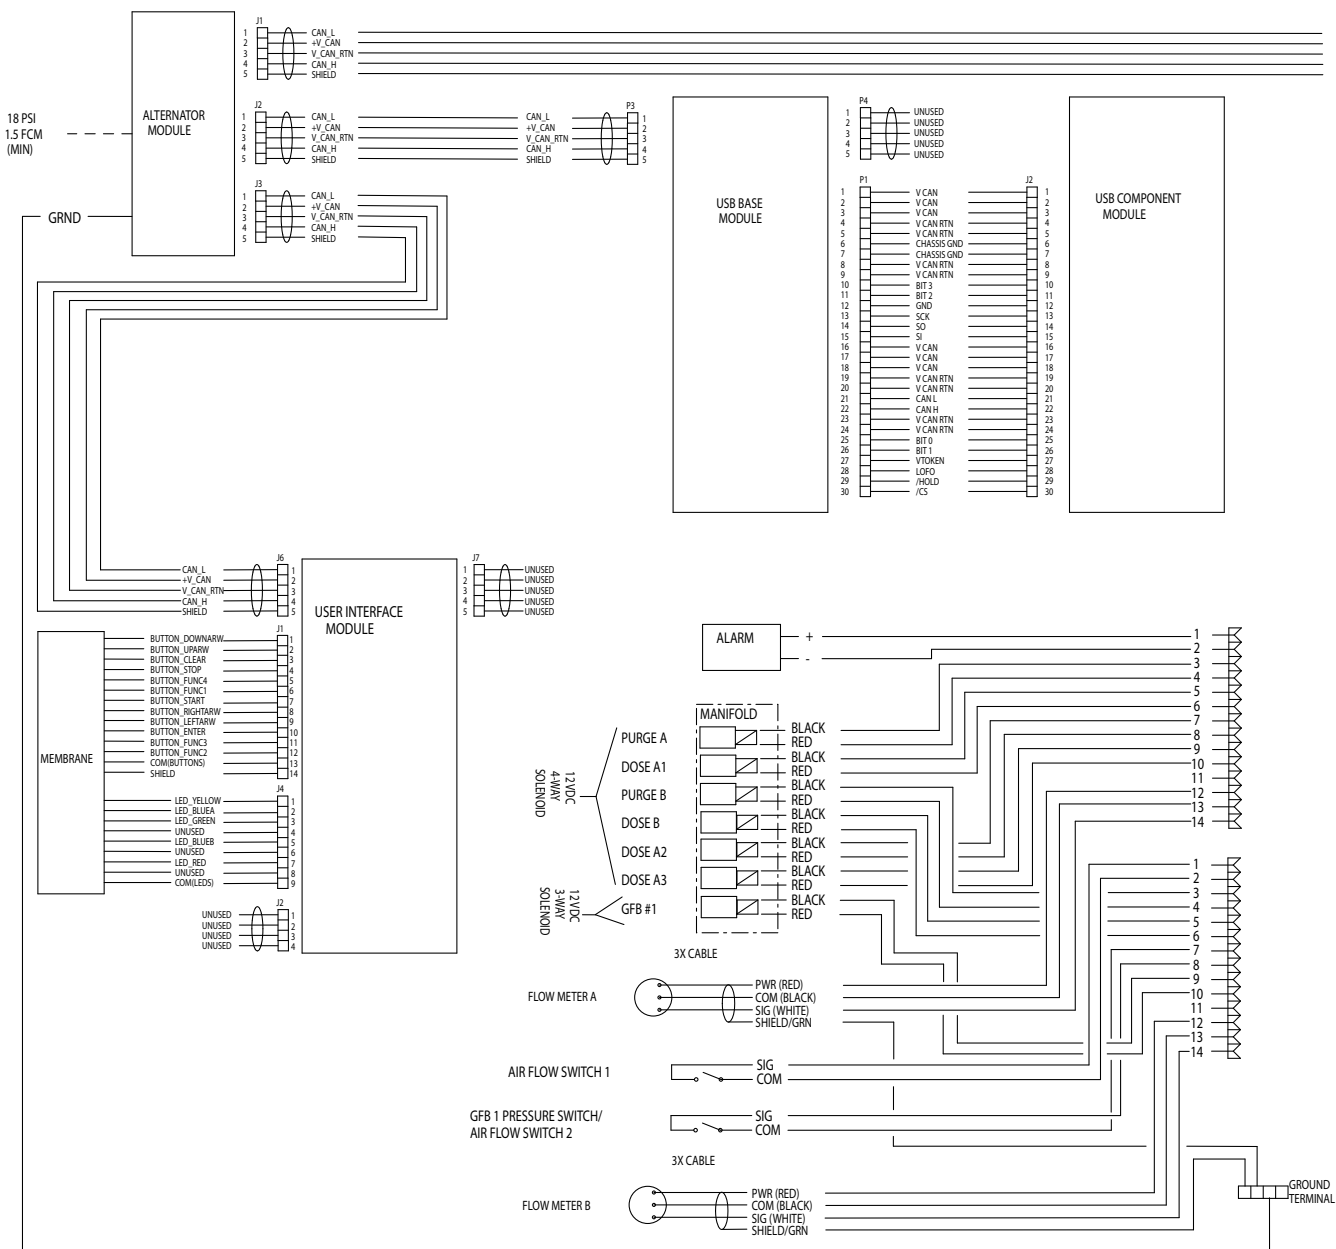 J1
1 CAN_L
2 +V_CAN
3 V_CAN_RTN
4 CAN_H
5 SHIELD
ALTERNATOR
MODULE
18 PSI
1.5 FCM
(MIN)
GRND
J2
1 CAN_L
2 +V_CAN
3 V_CAN_RTN
4 CAN_H
5 SHIELD
P3
CAN_L 1
+V_CAN 2
V_CAN_RTN 3
CAN_H 4
SHIELD 5
J3
1 CAN_L
2 +V_CAN
3 V_CAN_RTN
4 CAN_H
5 SHIELD
USB BASE
MODULE
P4
1 UNUSED
2 UNUSED
3 UNUSED
4 UNUSED
5 UNUSED
USB COMPONENT
MODULE
P1 J2
1 V CAN 1
2 V CAN 2
3 V CAN 3
4 V CAN RTN 4
5 V CAN RTN 5
6 CHASSIS GND 6
7 CHASSIS GND 7
8 V CAN RTN 8
9 V CAN RTN 9
10 BIT 3 10
11 BIT 2 11
12 GND 12
13 SCK 13
14 SO 14
15 SI 15
16 V CAN 16
17 V CAN 17
18 V CAN 18
19 V CAN RTN 19
20 V CAN RTN 20
21 CAN L 21
22 CAN H 22
23 V CAN RTN 23
24 V CAN RTN 24
25 BIT 0 25
26 BIT 1 26
27 VTOKEN 27
28 LOFO 28
29 /HOLD 29
30 /CS 30
J6
CAN_L 1
+V_CAN 2
V_CAN_RTN 3
CAN_H 4
SHIELD 5
USER INTERFACE
MODULE
J7
1 UNUSED
2 UNUSED
3 UNUSED
4 UNUSED
5 UNUSED
MEMBRANE
J1
BUTTON_DOWNARW 1
BUTTON_UPARW 2
BUTTON_CLEAR 3
BUTTON_STOP 4
BUTTON_FUNC4 5
BUTTON_FUNC1 6
BUTTON_START 7
BUTTON_RIGHTARW 8
BUTTON_LEFTARW 9
BUTTON_ENTER 10
BUTTON_FUNC3 11
BUTTON_FUNC2 12
COM(BUTTONS) 13
SHIELD 14
J4
LED_YELLOW 1
LED_BLUEA 2
LED_GREEN 3
UNUSED 4
LED_BLUEB 5
UNUSED 6
LED_RED 7
UNUSED 8
COM(LEDS) 9
J2
UNUSED 1
UNUSED 2
UNUSED 3
UNUSED 4
ALARM + -
MANIFOLD
12VDC
4-WAY
SOLENOID
PURGE A BLACK
RED
DOSE A1 BLACK
RED
PURGE B BLACK
RED
DOSE B BLACK
RED
DOSE A2 BLACK
RED
DOSE A3 BLACK
RED
12VDC
3-WAY
SOLENOID
GFB #1 BLACK
RED
1
2
3
4
5
6
7
8
9
10
11
12
13
14
1
2
3
4
5
6
7
8
9
10
11
12
13
14
3X CABLE
FLOW METER A
PWR (RED)
COM (BLACK)
SIG (WHITE)
SHIELD/GRN
AIR FLOW SWITCH 1
SIG
COM
GFB 1 PRESSURE SWITCH/
AIR FLOW SWITCH 2
SIG
COM
3X CABLE
FLOW METER B
PWR (RED)
COM (BLACK)
SIG (WHITE)
SHIELD/GRN
GROUND
TERMINAL